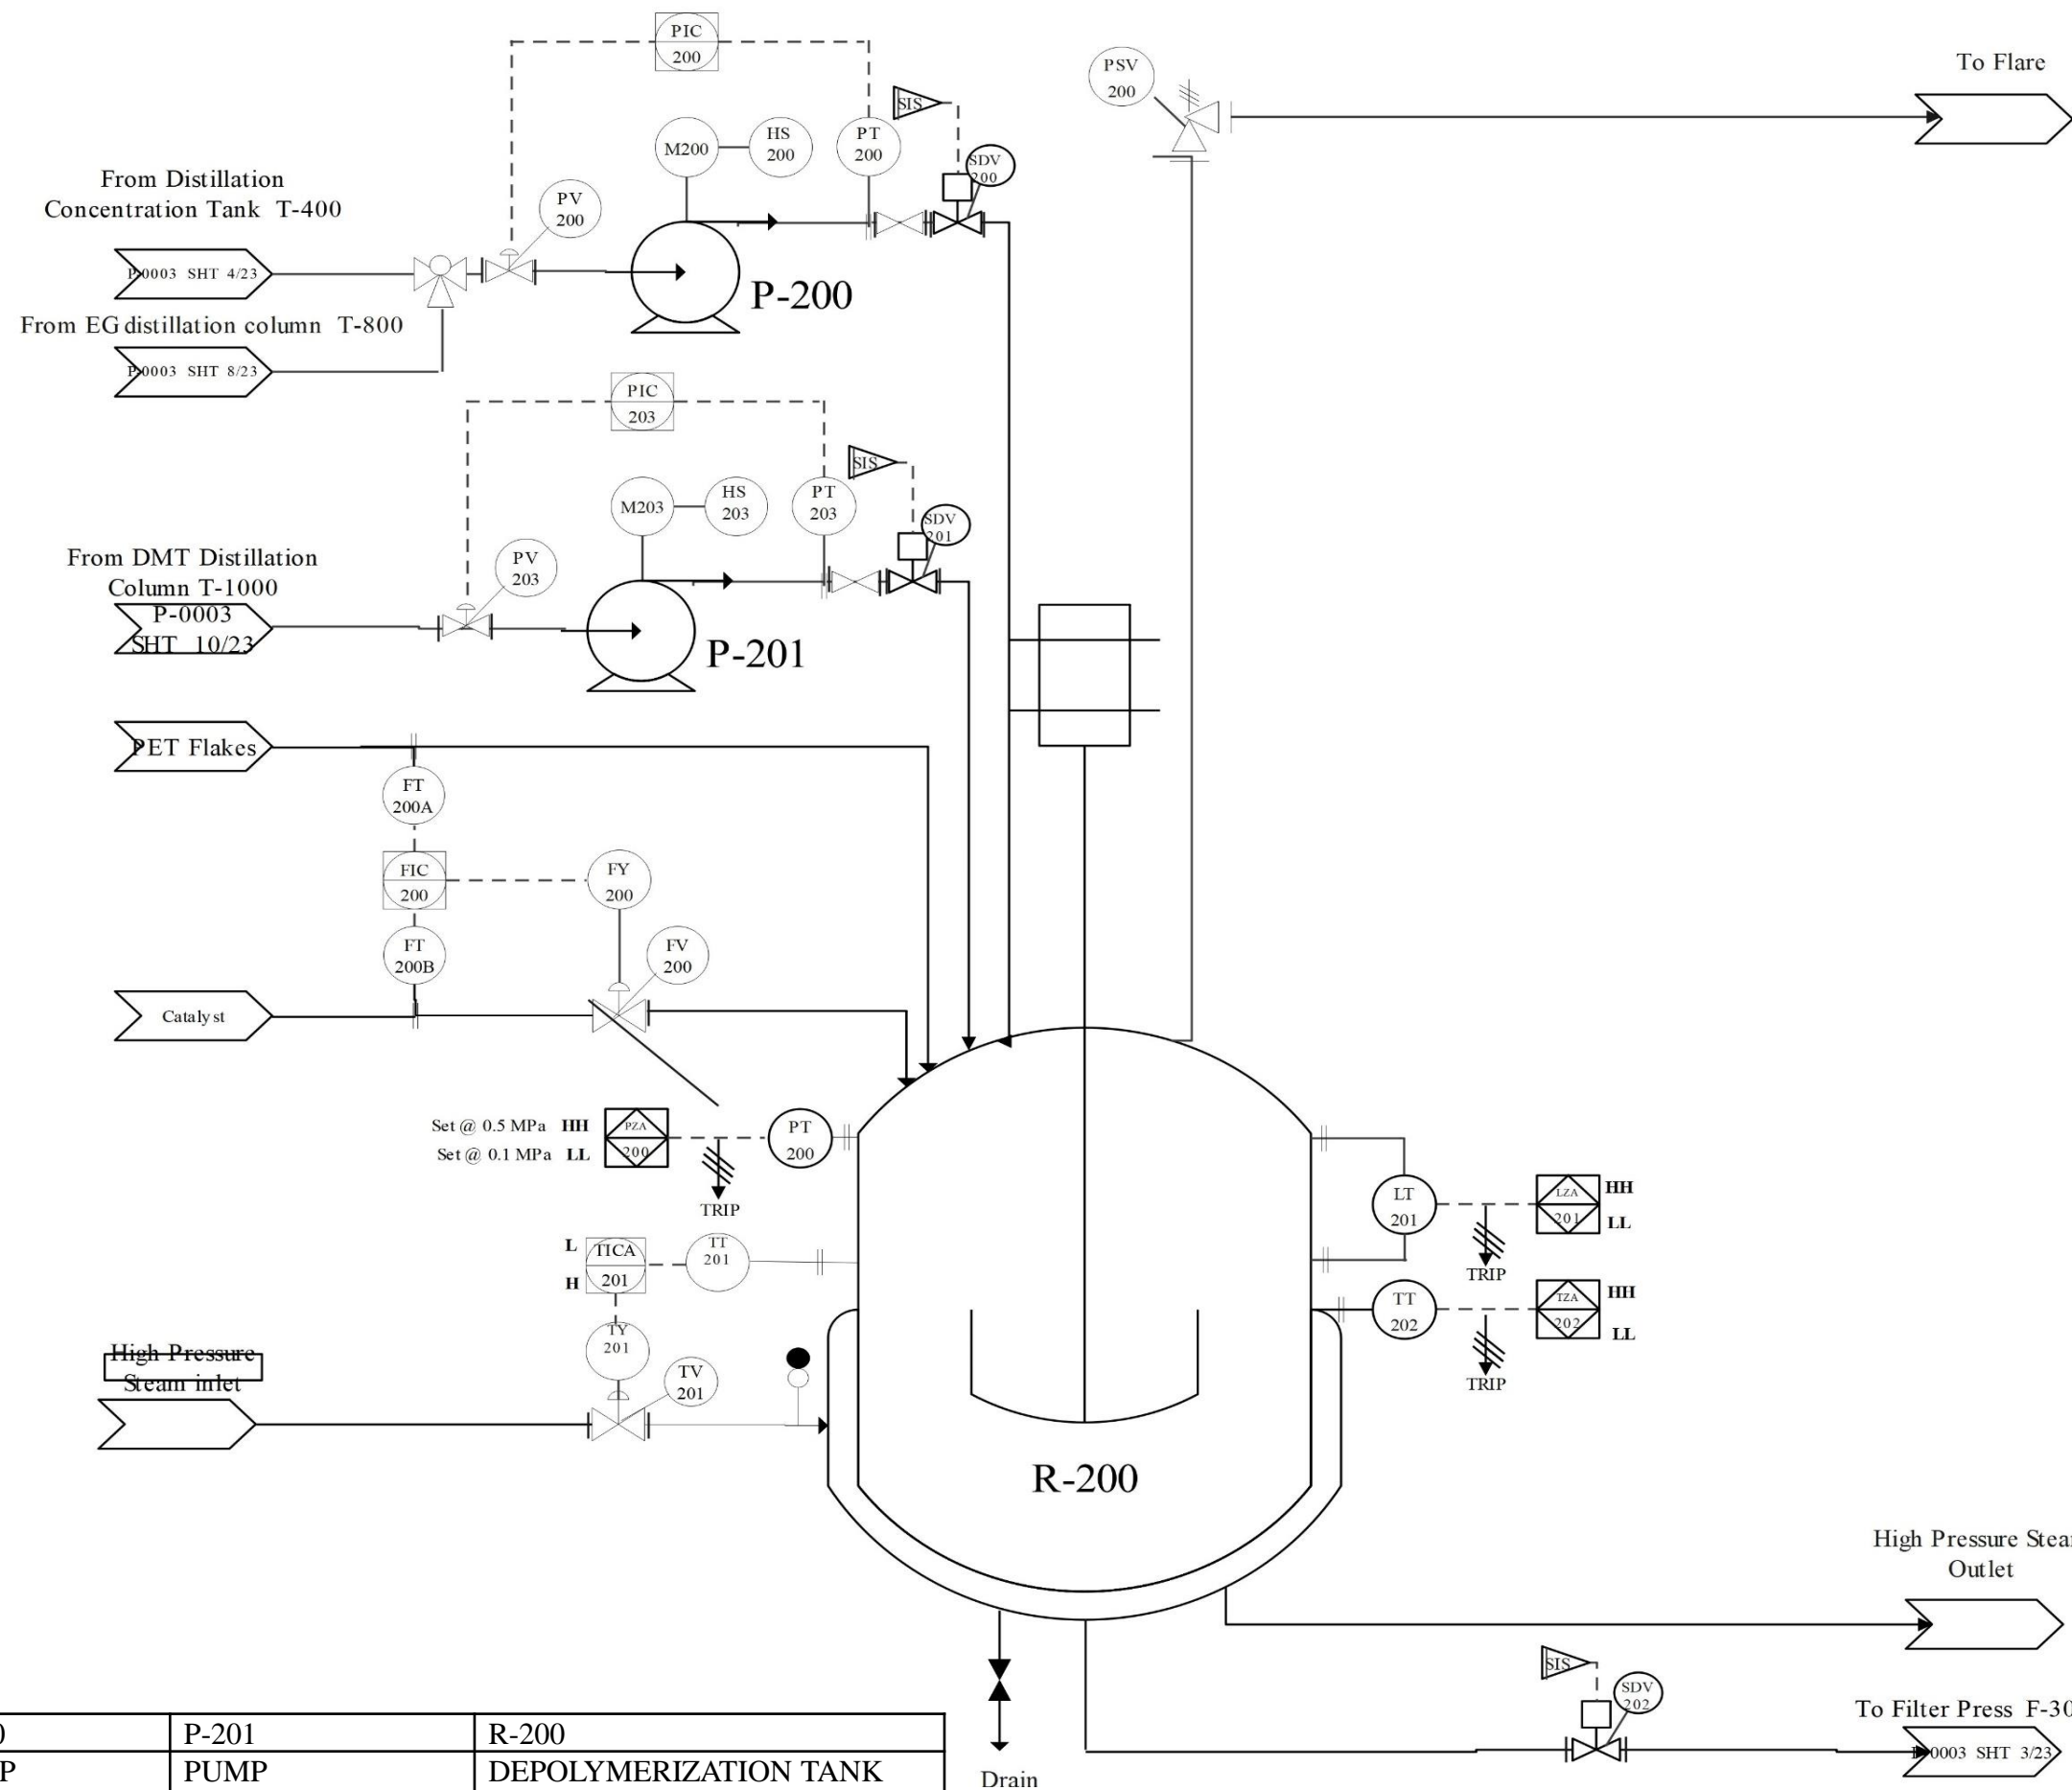 PIC
200
To Flare
PSV
200
SIS
M200
HS
200
PT
200
SDV
200
From Distillation
Concentration Tank T-400
PV
200
P-0003 SHT 4/23
P-200
From EG distillation column T-800
P-0003 SHT 8/23
PIC
203
SIS
M203
HS
203
PT
203
SDV
201
From DMT Distillation
Column T-1000
PV
203
P-0003
SHT 10/23
P-201
PET Flakes
FT
200A
FIC
200
FY
200
FT
200B
FV
200
Catalyst
Set @ 0.5 MPa HH
Set @ 0.1 MPa LL
PZA
200
PT
200
TRIP
LT
201
LZA
201
HH
LL
TRIP
L
H
TICA
201
TT
201
TT
202
TZA
202
HH
LL
TRIP
TY
201
TV
201
High Pressure
Steam inlet
R-200
High Pressure Stea
Outlet
SIS
SDV
202
To Filter Press F-30
0003 SHT 3/23
Drain
0 P-201 R-200
P PUMP DEPOLYMERIZATION TANK